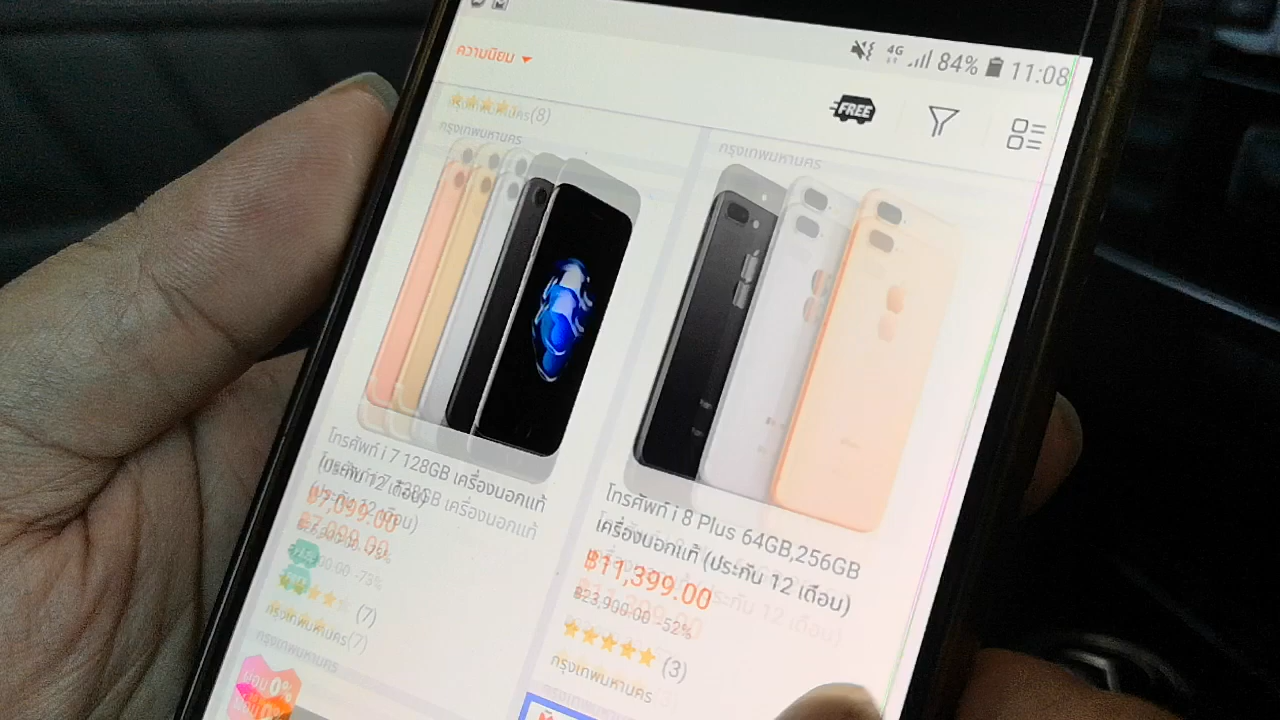 4G 84% 11:08
ความนิยม
FREE
(8)
กรุงเทพมหานคร
กรุงเทพมหานคร
โทรศัพท์ i 7 128GB เครื่องนอกแท้
(ประกัน 12 เดือน)
฿7,099.00
-73%
(7)
กรุงเทพมหานคร
ผ่อน 0%
โทรศัพท์ i 8 Plus 64GB,256GB
เครื่องนอกแท้ (ประกัน 12 เดือน)
฿11,399.00
฿23,900.00 -52%
(3)
กรุงเทพมหานคร